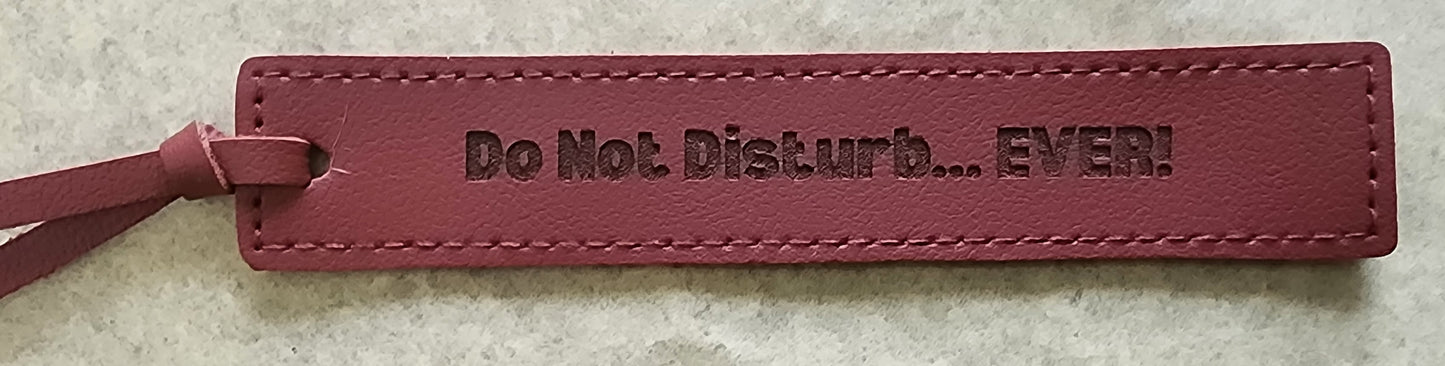 Do Not Disturb... EVER!